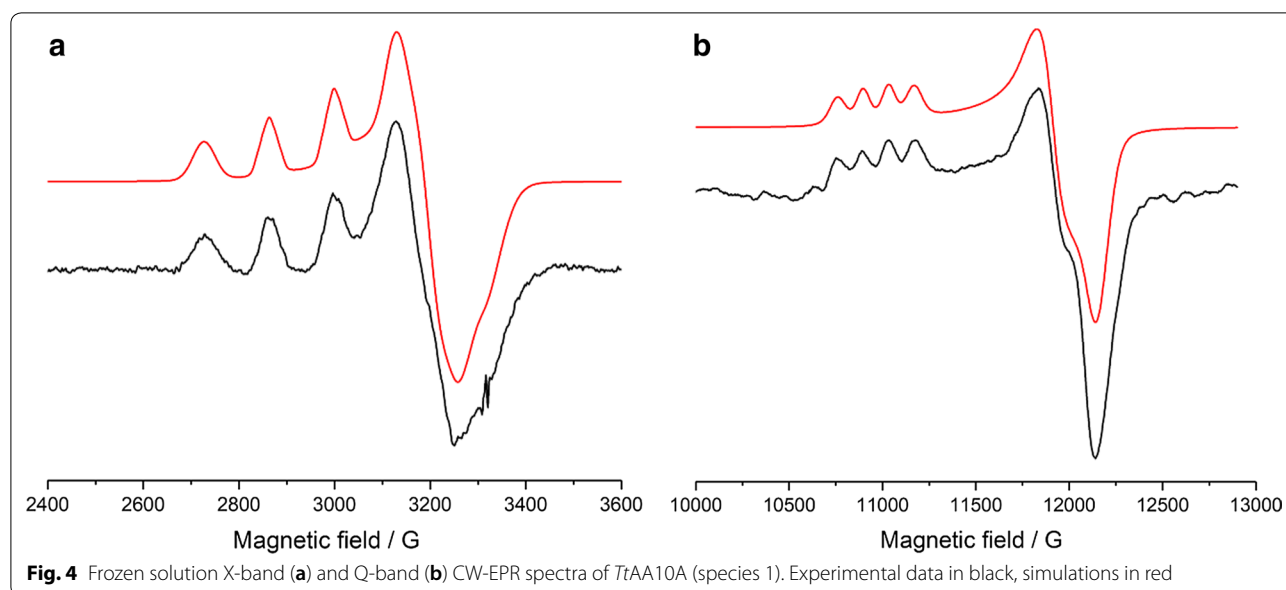 a
b
2400 2600 2800 3000 3200 3400 3600
10000 10500 11000 11500 12000 12500 13000
Magnetic field / G
Magnetic field / G
Fig. 4 Frozen solution X-band (a) and Q-band (b) CW-EPR spectra of TtAA10A (species 1). Experimental data in black, simulations in red